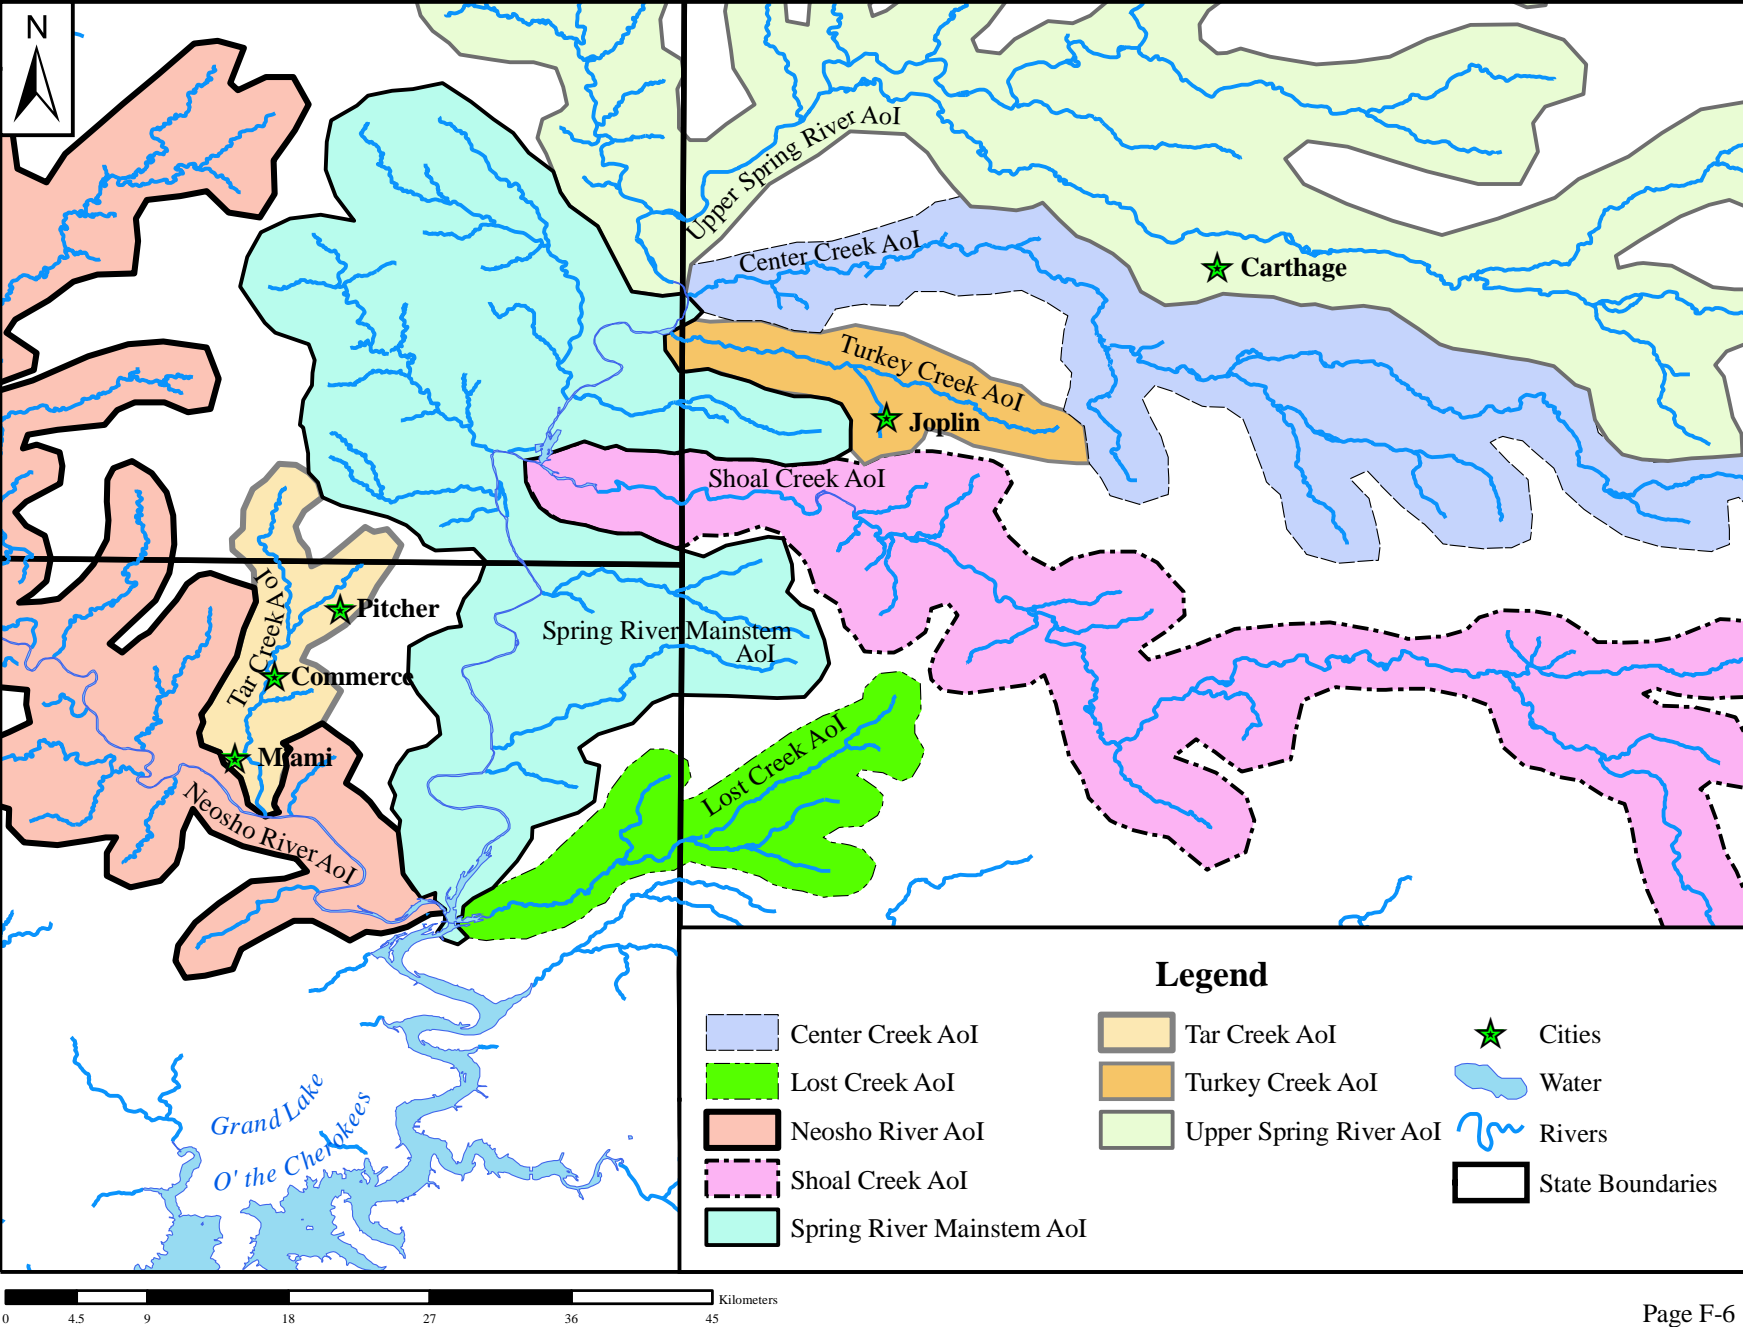 N
Upper Spring River AoI
Center Creek AoI
Carthage
Turkey Creek AoI
Joplin
Shoal Creek AoI
Tar Creek AoI
Pitcher
Spring River Mainstem
AoI
Commerce
Miami
Lost Creek AoI
Neosho River AoI
Grand Lake
O' the Cherokees
Legend
Center Creek AoI
Lost Creek AoI
Neosho River AoI
Shoal Creek AoI
Spring River Mainstem AoI
Tar Creek AoI
Turkey Creek AoI
Upper Spring River AoI
Cities
Water
Rivers
State Boundaries
Kilometers
0 4.5 9 18 27 36 45
Page F-6